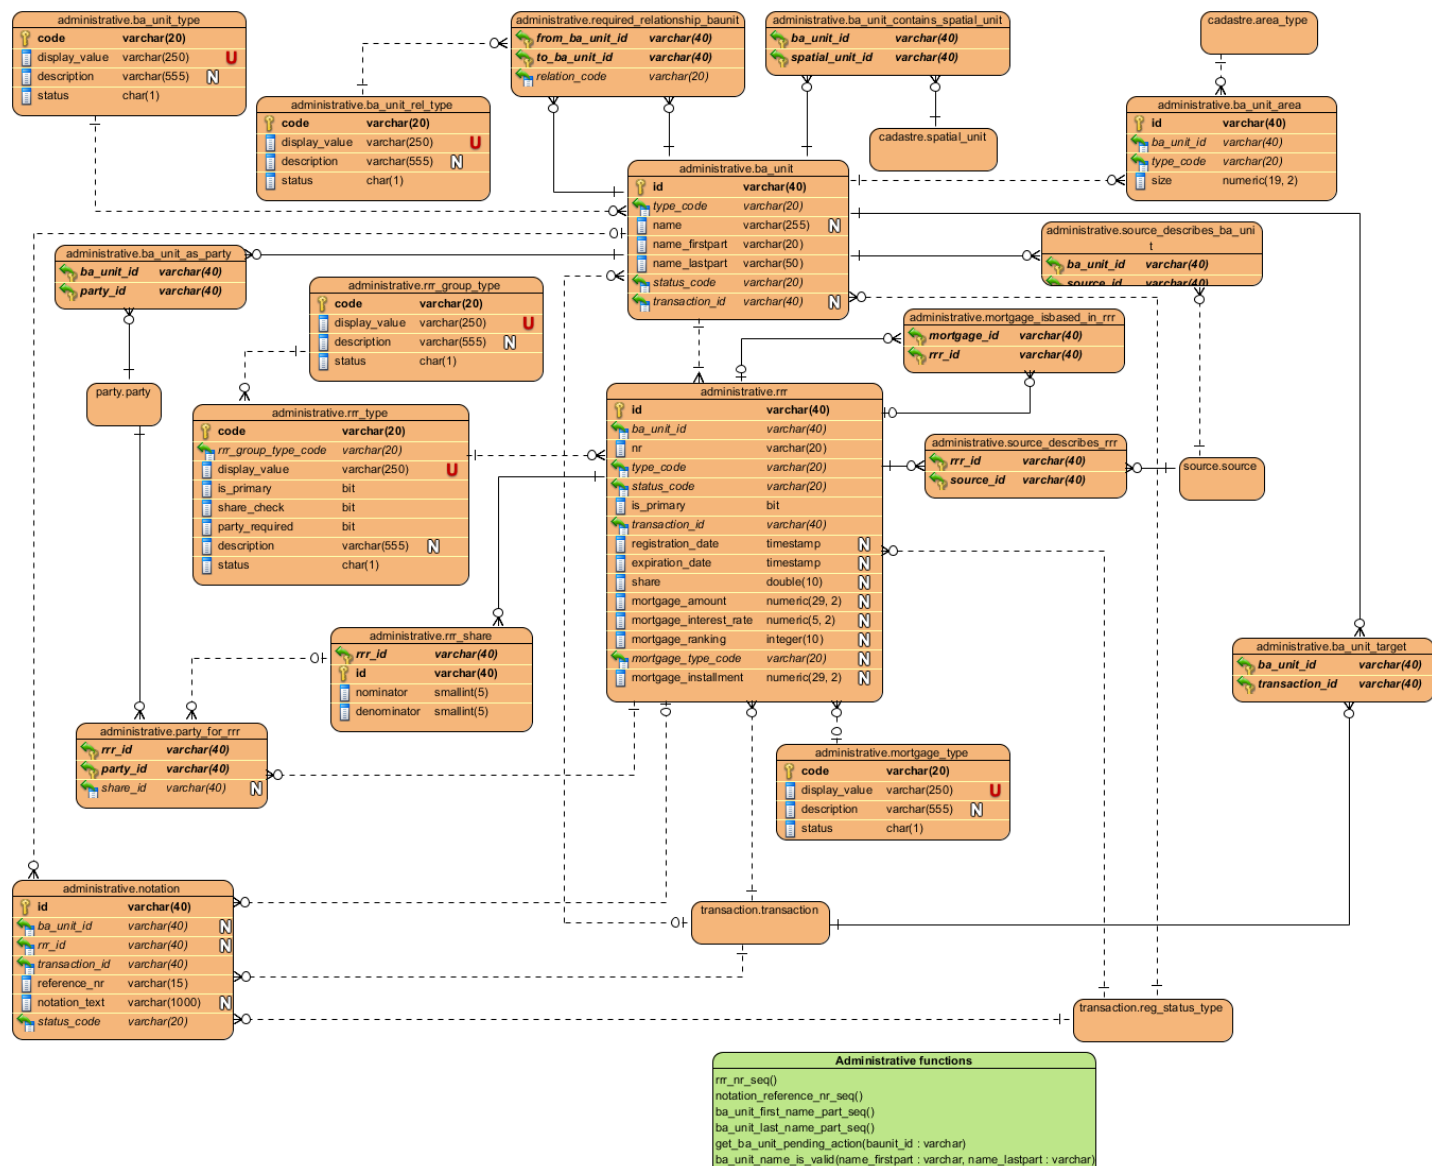 administrative.ba_unit_type
code varchar(20)
display_value varchar(250) U
description varchar(555) N
status char(1)
administrative.required_relationship_baunit
from_ba_unit_id varchar(40)
to_ba_unit_id varchar(40)
relation_code varchar(20)
administrative.ba_unit_contains_spatial_unit
ba_unit_id varchar(40)
spatial_unit_id varchar(40)
cadastre.area_type
administrative.ba_unit_rel_type
code varchar(20)
display_value varchar(250) U
description varchar(555) N
status char(1)
cadastre.spatial_unit
administrative.ba_unit_area
id varchar(40)
ba_unit_id varchar(40)
type_code varchar(20)
size numeric(19, 2)
administrative.ba_unit
id varchar(40)
type_code varchar(20)
name varchar(255) N
name_firstpart varchar(20)
name_lastpart varchar(50)
status_code varchar(20)
transaction_id varchar(40) N
administrative.ba_unit_as_party
ba_unit_id varchar(40)
party_id varchar(40)
administrative.source_describes_ba_uni
t
ba_unit_id varchar(40)
source_id varchar(40)
administrative.rrr_group_type
code varchar(20)
display_value varchar(250) U
description varchar(555) N
status char(1)
administrative.mortgage_isbased_in_rrr
mortgage_id varchar(40)
rrr_id varchar(40)
party.party
administrative.rrr_type
code varchar(20)
rrr_group_type_code varchar(20)
display_value varchar(250) U
is_primary bit
share_check bit
party_required bit
description varchar(555) N
status char(1)
administrative.rrr
id varchar(40)
ba_unit_id varchar(40)
nr varchar(20)
type_code varchar(20)
status_code varchar(20)
is_primary bit
transaction_id varchar(40)
registration_date timestamp N
expiration_date timestamp N
share double(10) N
mortgage_amount numeric(29, 2) N
mortgage_interest_rate numeric(5, 2) N
mortgage_ranking integer(10) N
mortgage_type_code varchar(20) N
mortgage_installment numeric(29, 2) N
administrative.source_describes_rrr
rrr_id varchar(40)
source_id varchar(40)
source.source
administrative.rrr_share
rrr_id varchar(40)
id varchar(40)
nominator smallint(5)
denominator smallint(5)
administrative.ba_unit_target
ba_unit_id varchar(40)
transaction_id varchar(40)
administrative.party_for_rrr
rrr_id varchar(40)
party_id varchar(40)
share_id varchar(40) N
administrative.mortgage_type
code varchar(20)
display_value varchar(250) U
description varchar(555) N
status char(1)
administrative.notation
id varchar(40)
ba_unit_id varchar(40) N
rrr_id varchar(40) N
transaction_id varchar(40)
reference_nr varchar(15)
notation_text varchar(1000) N
status_code varchar(20)
transaction.transaction
transaction.reg_status_type
Administrative functions
rrr_nr_seq()
notation_reference_nr_seq()
ba_unit_first_name_part_seq()
ba_unit_last_name_part_seq()
get_ba_unit_pending_action(baunit_id : varchar)
ba_unit_name_is_valid(name_firstpart : varchar, name_lastpart : varchar)